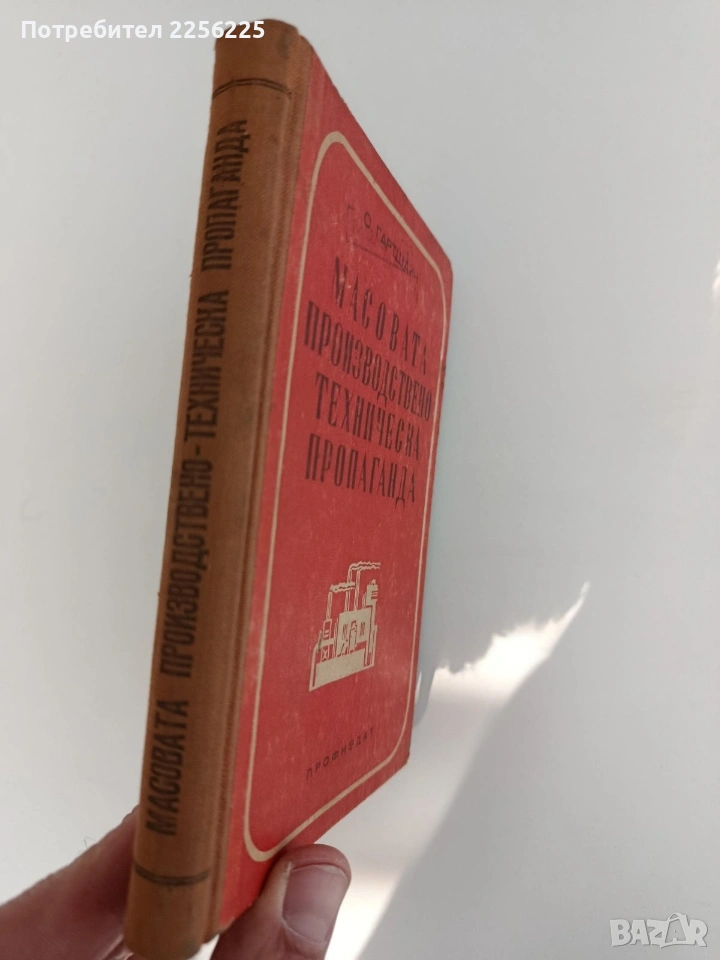 Потребител 2256225
МАСОВАТА ПРОИЗВОДСТВЕНО-ТЕХНИЧЕСКА ПРОПАГАНДА
МАСОВАТА
ПРОИЗВОДСТВЕНО
ТЕХНИЧЕСКА
ПРОПАГАНДА
ПРОФИЗДАТ
BAZAR